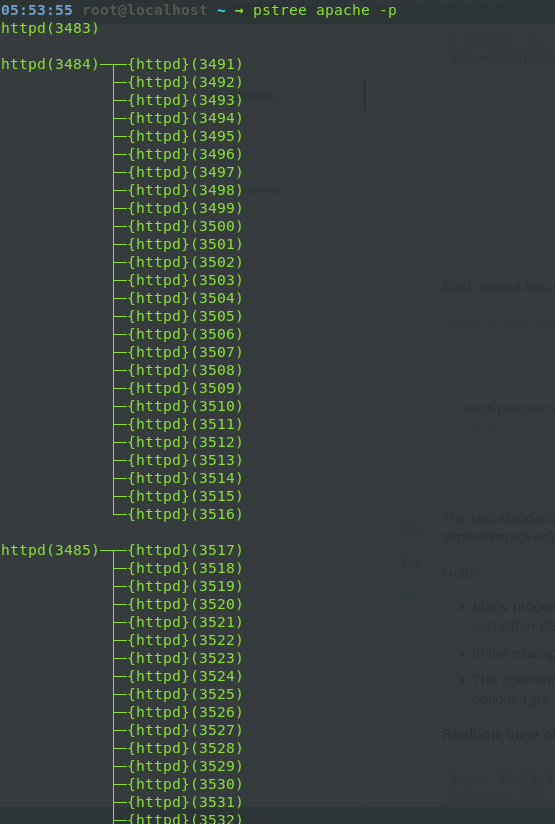 05:53:55 root@localhost ~ → pstree apache -p
httpd(3483)
httpd(3484)─┬─{httpd}(3491)
├─{httpd}(3492)
├─{httpd}(3493)
├─{httpd}(3494)
├─{httpd}(3495)
├─{httpd}(3496)
├─{httpd}(3497)
├─{httpd}(3498)
├─{httpd}(3499)
├─{httpd}(3500)
├─{httpd}(3501)
├─{httpd}(3502)
├─{httpd}(3503)
├─{httpd}(3504)
├─{httpd}(3505)
├─{httpd}(3506)
├─{httpd}(3507)
├─{httpd}(3508)
├─{httpd}(3509)
├─{httpd}(3510)
├─{httpd}(3511)
├─{httpd}(3512)
├─{httpd}(3513)
├─{httpd}(3514)
├─{httpd}(3515)
└─{httpd}(3516)
httpd(3485)─┬─{httpd}(3517)
├─{httpd}(3518)
├─{httpd}(3519)
├─{httpd}(3520)
├─{httpd}(3521)
├─{httpd}(3522)
├─{httpd}(3523)
├─{httpd}(3524)
├─{httpd}(3525)
├─{httpd}(3526)
├─{httpd}(3527)
├─{httpd}(3528)
├─{httpd}(3529)
├─{httpd}(3530)
├─{httpd}(3531)
├─{httpd}(3532)
Each thread has
each process
The two standard
similar/improved)
13
Notes:
Many progra
can either dis
In the examp
The comman
options (ps
Realtime view of